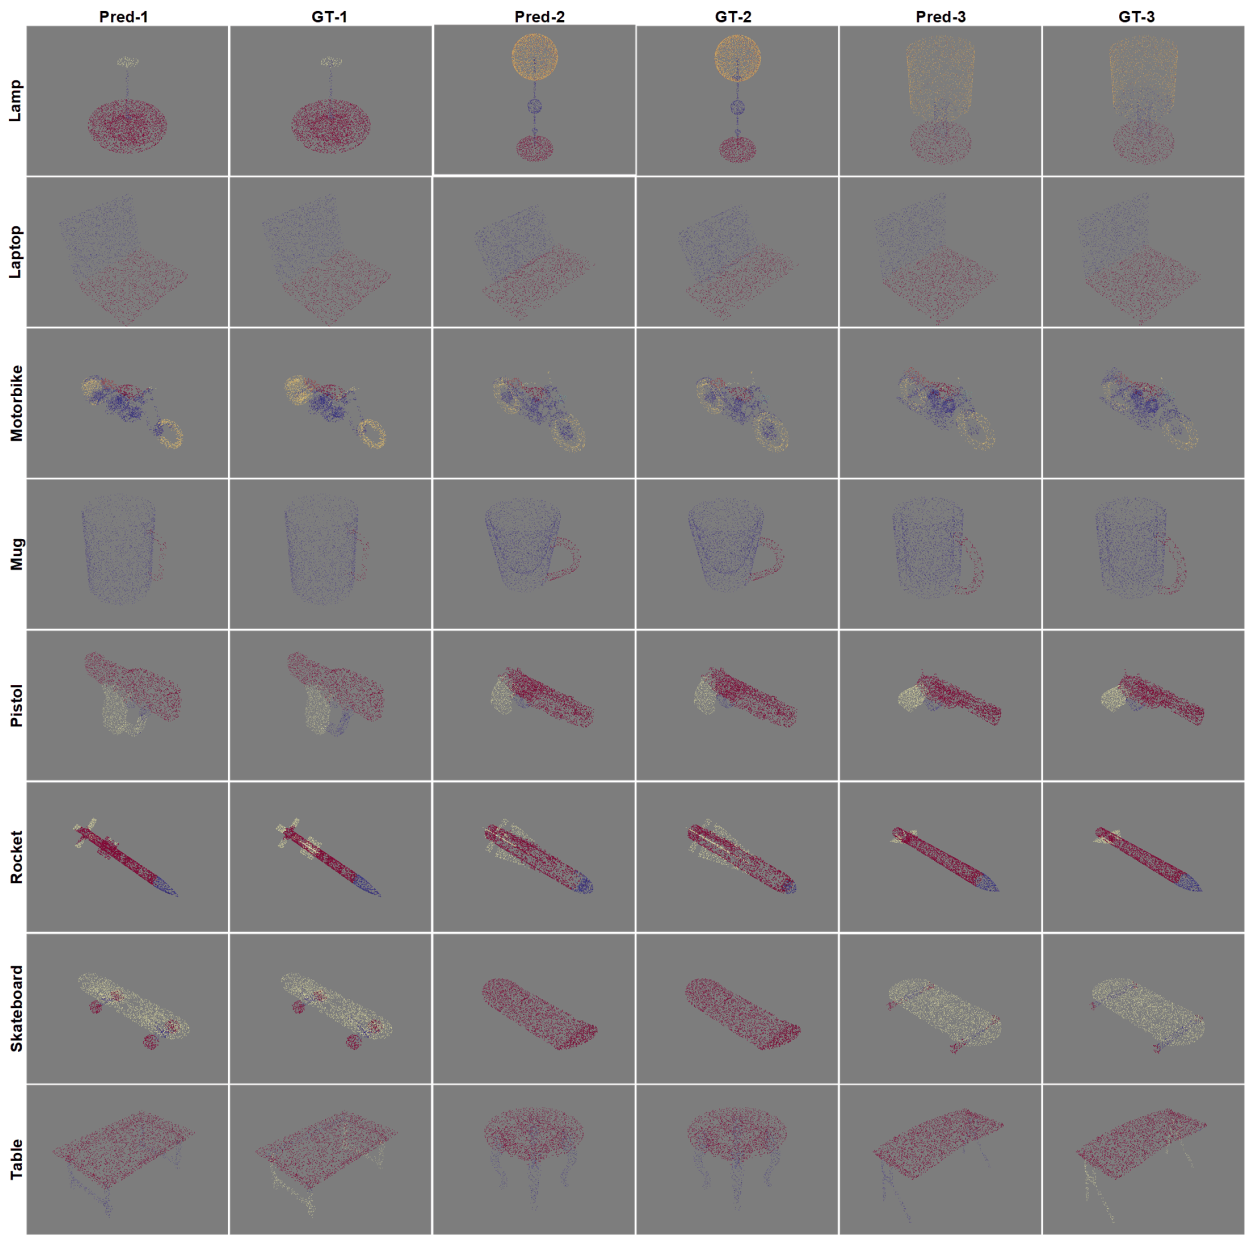 Pred-1 GT-1 Pred-2 GT-2 Pred-3 GT-3
Lamp
Laptop
Motorbike
Mug
Pistol
Rocket
Skateboard
Table